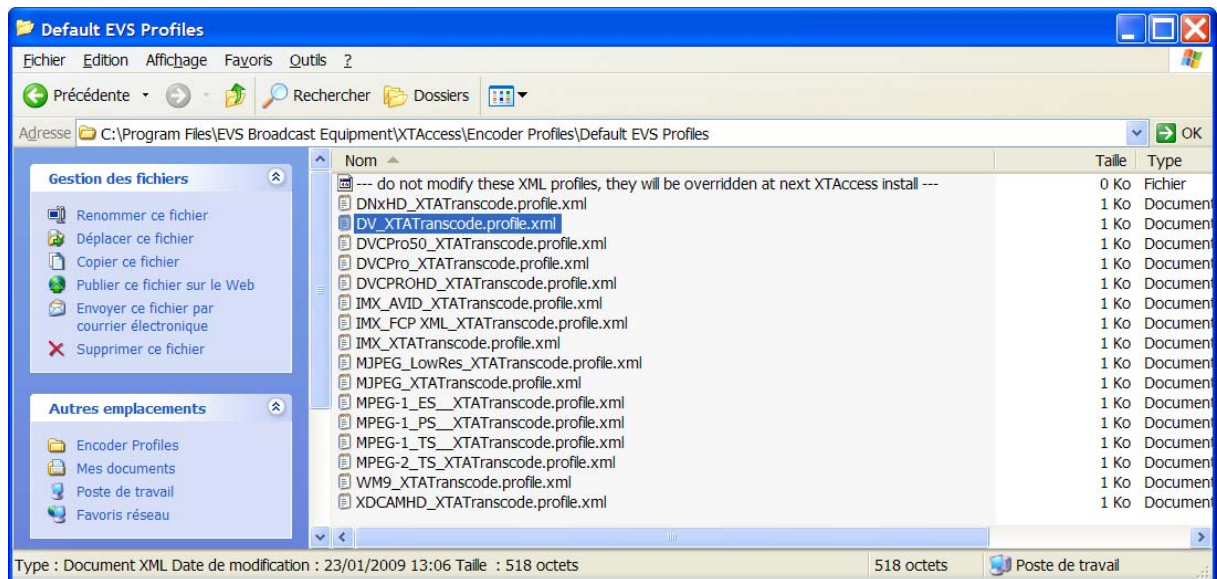 Default EVS Profiles
Fichier Edition Affichage Favoris Outils ?
Précédente Rechercher Dossiers
Adresse C:\Program Files\EVS Broadcast Equipment\XTAccess\Encoder Profiles\Default EVS Profiles OK
Gestion des fichiers
Renommer ce fichier
Déplacer ce fichier
Copier ce fichier
Publier ce fichier sur le Web
Envoyer ce fichier par
courrier électronique
Supprimer ce fichier
Autres emplacements
Encoder Profiles
Mes documents
Poste de travail
Favoris réseau
Nom Taille Type
--- do not modify these XML profiles, they will be overridden at next XTAccess install --- 0 Ko Fichier
DNxHD_XTATranscode.profile.xml 1 Ko Document
DV_XTATranscode.profile.xml 1 Ko Document
DVCPro50_XTATranscode.profile.xml 1 Ko Document
DVCPro_XTATranscode.profile.xml 1 Ko Document
DVCPROHD_XTATranscode.profile.xml 1 Ko Document
IMX_AVID_XTATranscode.profile.xml 1 Ko Document
IMX_FCP XML_XTATranscode.profile.xml 1 Ko Document
IMX_XTATranscode.profile.xml 1 Ko Document
MJPEG_LowRes_XTATranscode.profile.xml 1 Ko Document
MJPEG_XTATranscode.profile.xml 1 Ko Document
MPEG-1_ES__XTATranscode.profile.xml 1 Ko Document
MPEG-1_PS__XTATranscode.profile.xml 1 Ko Document
MPEG-1_TS__XTATranscode.profile.xml 1 Ko Document
MPEG-2_TS_XTATranscode.profile.xml 1 Ko Document
WM9_XTATranscode.profile.xml 1 Ko Document
XDCAMHD_XTATranscode.profile.xml 1 Ko Document
Type : Document XML Date de modification : 23/01/2009 13:06 Taille : 518 octets 518 octets Poste de travail